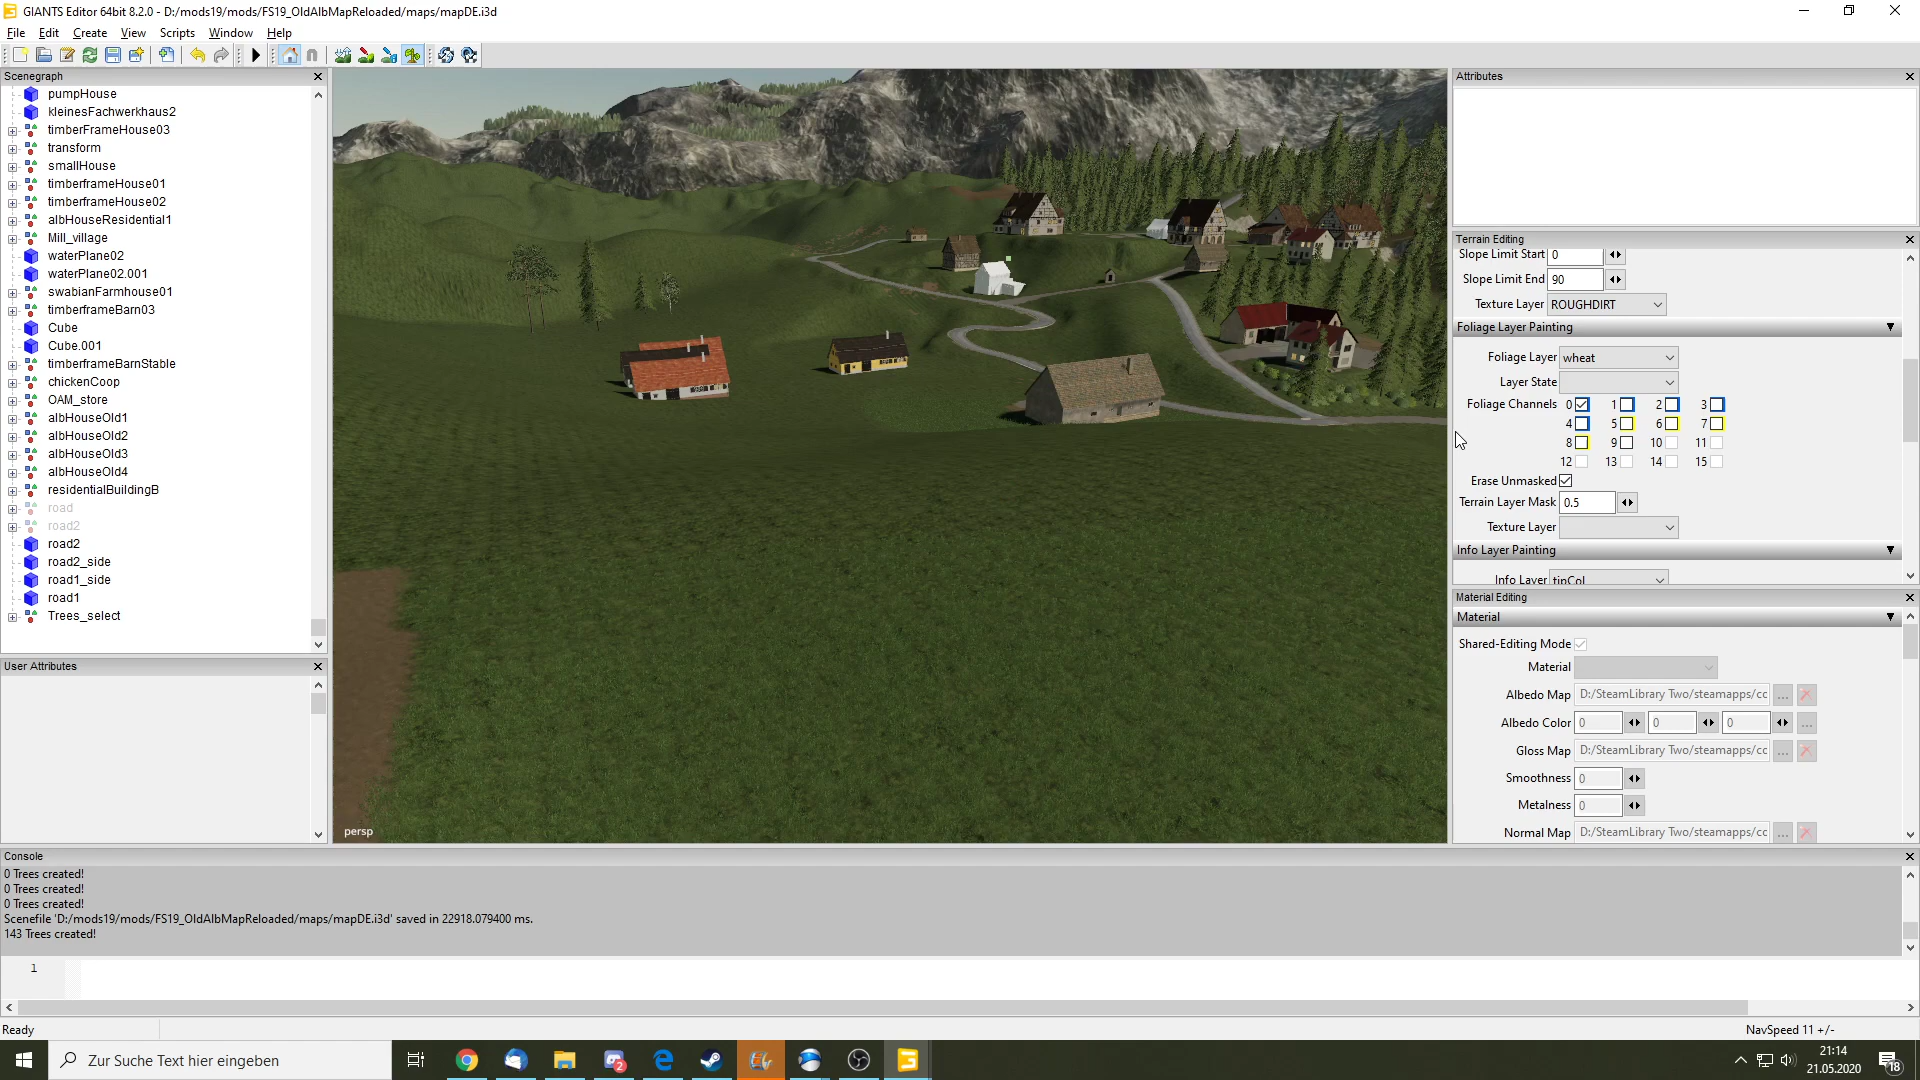 GIANTS Editor 64bit 8.2.0 - D:/mods19/mods/FS19_OldAlbMapReloaded/maps/mapDE.i3d
File Edit Create View Scripts Window Help
Scenegraph
pumpHouse
kleinesFachwerkhaus2
timberFrameHouse03
transform
smallHouse
timberframeHouse01
timberframeHouse02
albHouseResidential1
Mill_village
waterPlane02
waterPlane02.001
swabianFarmhouse01
timberframeBarn03
Cube
Cube.001
timberframeBarnStable
chickenCoop
OAM_store
albHouseOld1
albHouseOld2
albHouseOld3
albHouseOld4
residentialBuildingB
road
road2
road2
road2_side
road1_side
road1
Trees_select
User Attributes
persp
Attributes
Terrain Editing
Slope Limit Start 0
Slope Limit End 90
Texture Layer ROUGHDIRT
Foliage Layer Painting
Foliage Layer wheat
Layer State
Foliage Channels 0 1 2 3
4 5 6 7
8 9 10 11
12 13 14 15
Erase Unmasked
Terrain Layer Mask 0.5
Texture Layer
Info Layer Painting
Info Layer tipCol
Material Editing
Material
Shared-Editing Mode
Material
Albedo Map D:/SteamLibrary Two/steamapps/cc ...
Albedo Color 0 0 0 ...
Gloss Map D:/SteamLibrary Two/steamapps/cc ...
Smoothness 0
Metalness 0
Normal Map D:/SteamLibrary Two/steamapps/cc ...
Console
0 Trees created!
0 Trees created!
0 Trees created!
Scenefile 'D:/mods19/mods/FS19_OldAlbMapReloaded/maps/mapDE.i3d' saved in 22918.079400 ms.
143 Trees created!
1
Ready
NavSpeed 11 +/-
Zur Suche Text hier eingeben
2
21:14
21.05.2020
18